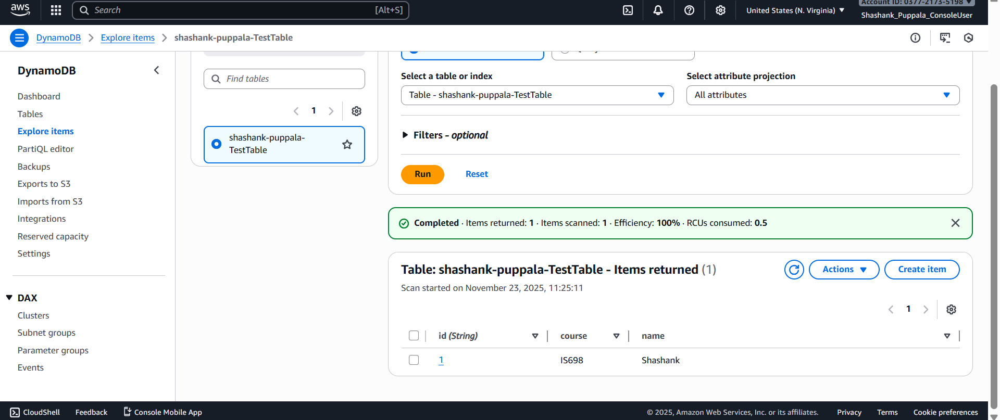 aws
Search [Alt+S]
United States (N. Virginia)
Account ID: 0377-2173-5198
Shashank_Puppala_ConsoleUser
DynamoDB > Explore items > shashank-puppala-TestTable
DynamoDB
Dashboard
Tables
Explore items
PartiQL editor
Backups
Exports to S3
Imports from S3
Integrations
Reserved capacity
Settings
DAX
Clusters
Subnet groups
Parameter groups
Events
Find tables
1
shashank-puppala-
TestTable
Select a table or index
Table - shashank-puppala-TestTable
Select attribute projection
All attributes
Filters - optional
Run Reset
Completed · Items returned: 1 · Items scanned: 1 · Efficiency: 100% · RCUs consumed: 0.5
Table: shashank-puppala-TestTable - Items returned (1)
Actions
Create item
Scan started on November 23, 2025, 11:25:11
1
id (String) course name
1 IS698 Shashank
CloudShell Feedback Console Mobile App © 2025, Amazon Web Services, Inc. or its affiliates. Privacy Terms Cookie preferences